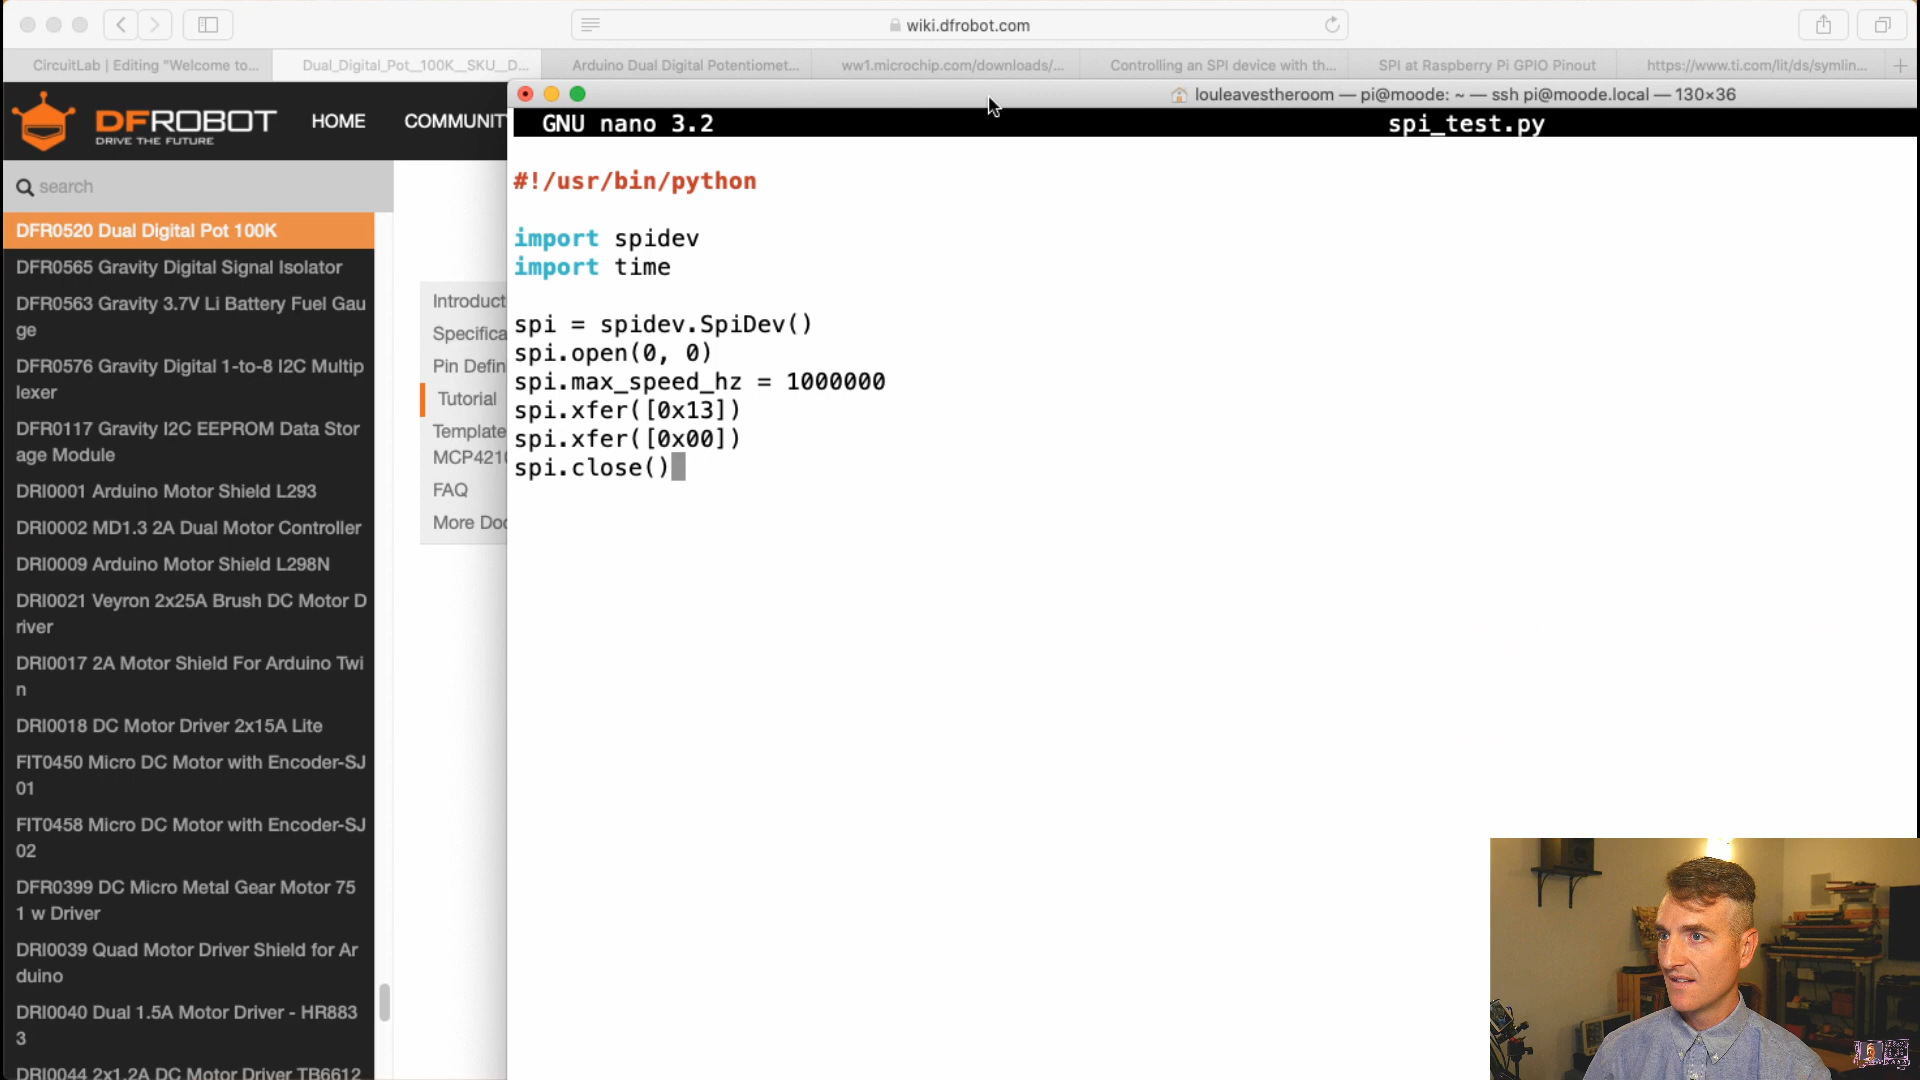 wiki.dfrobot.com
CircuitLab | Editing "Welcome to...
Dual_Digital_Pot__100K__SKU__D...
Arduino Dual Digital Potentiomet...
ww1.microchip.com/downloads/...
Controlling an SPI device with th...
SPI at Raspberry Pi GPIO Pinout
https://www.ti.com/lit/ds/symlin...
louleavestheroom — pi@moode: ~ — ssh pi@moode.local — 130×36
DFROBOT
DRIVE THE FUTURE
HOME
COMMUNIT
GNU nano 3.2
spi_test.py
search
DFR0520 Dual Digital Pot 100K
DFR0565 Gravity Digital Signal Isolator
DFR0563 Gravity 3.7V Li Battery Fuel Gau
ge
DFR0576 Gravity Digital 1-to-8 I2C Multip
lexer
DFR0117 Gravity I2C EEPROM Data Stor
age Module
DRI0001 Arduino Motor Shield L293
DRI0002 MD1.3 2A Dual Motor Controller
DRI0009 Arduino Motor Shield L298N
DRI0021 Veyron 2x25A Brush DC Motor D
river
DRI0017 2A Motor Shield For Arduino Twi
n
DRI0018 DC Motor Driver 2x15A Lite
FIT0450 Micro DC Motor with Encoder-SJ
01
FIT0458 Micro DC Motor with Encoder-SJ
02
DFR0399 DC Micro Metal Gear Motor 75
1 w Driver
DRI0039 Quad Motor Driver Shield for Ar
duino
DRI0040 Dual 1.5A Motor Driver - HR883
3
DRI0044 2x1.2A DC Motor Driver TB6612
Introduct
Specifica
Pin Defin
Tutorial
Template
MCP4210
FAQ
More Doc
#!/usr/bin/python
import spidev
import time
spi = spidev.SpiDev()
spi.open(0, 0)
spi.max_speed_hz = 1000000
spi.xfer([0x13])
spi.xfer([0x00])
spi.close()